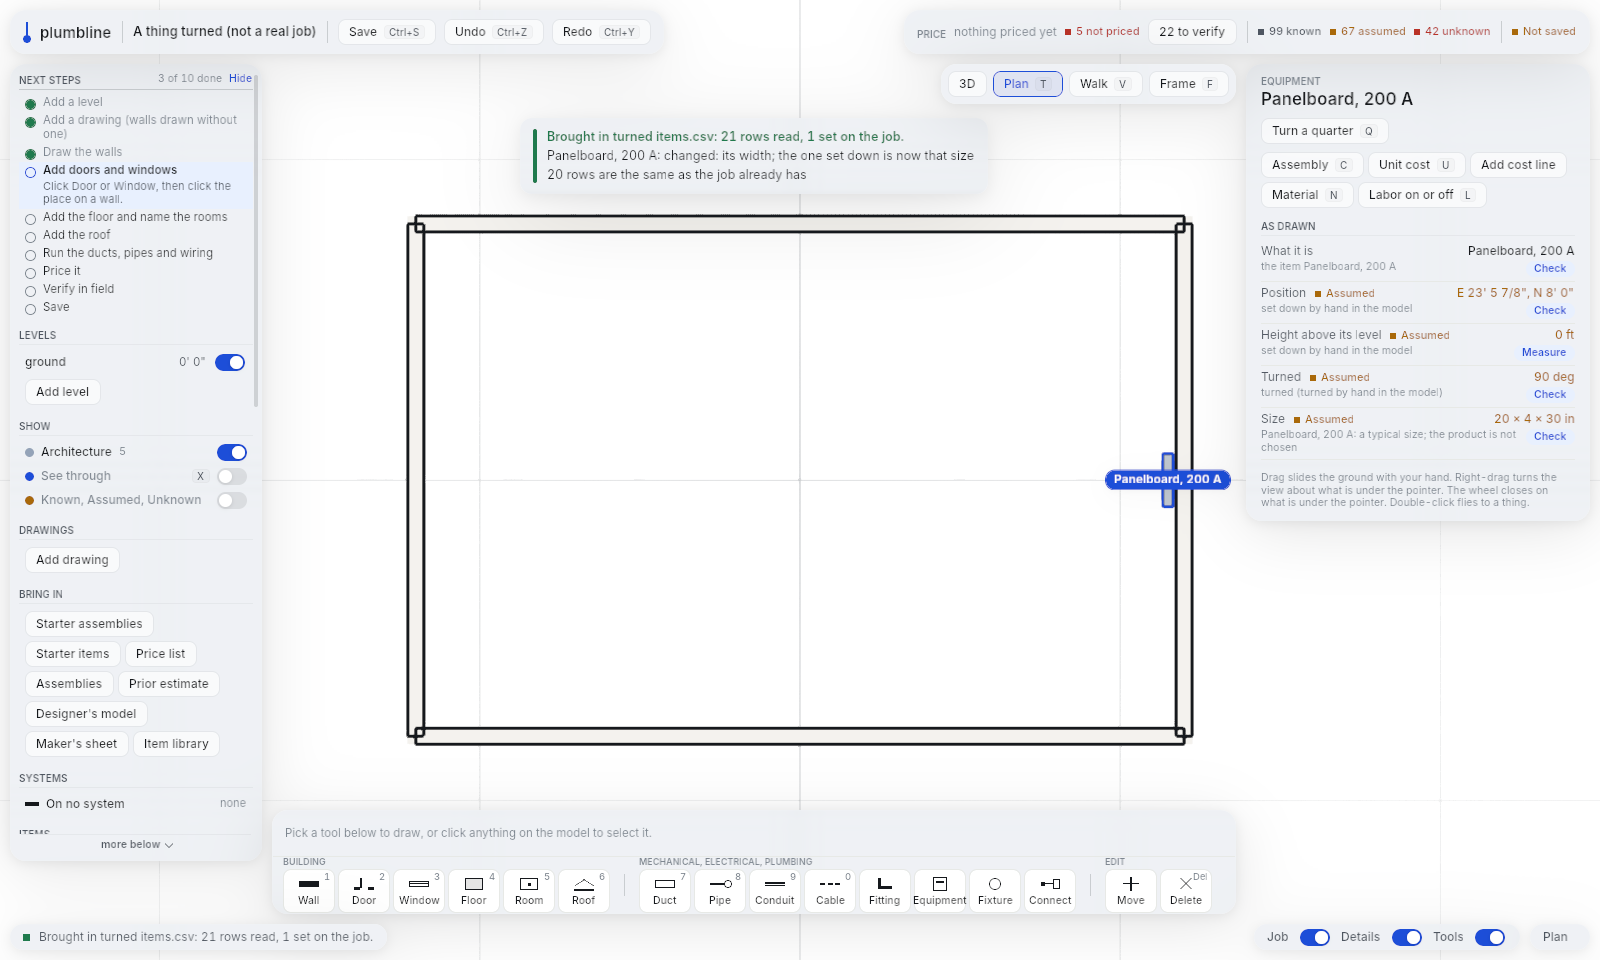 plumbline
A thing turned (not a real job)
Save Ctrl+S
Undo Ctrl+Z
Redo Ctrl+Y
PRICE nothing priced yet 5 not priced 22 to verify 99 known 67 assumed 42 unknown Not saved
3D
Plan T
Walk V
Frame F
NEXT STEPS 3 of 10 done Hide
Add a level
Add a drawing (walls drawn without
one)
Draw the walls
Add doors and windows
Click Door or Window, then click the
place on a wall.
Add the floor and name the rooms
Add the roof
Run the ducts, pipes and wiring
Price it
Verify in field
Save
LEVELS
ground 0' 0"
Add level
SHOW
Architecture 5
See through X
Known, Assumed, Unknown
DRAWINGS
Add drawing
BRING IN
Starter assemblies
Starter items Price list
Assemblies Prior estimate
Designer's model
Maker's sheet Item library
SYSTEMS
On no system none
ITEMS
more below
Brought in turned items.csv: 21 rows read, 1 set on the job.
Panelboard, 200 A: changed: its width; the one set down is now that size
20 rows are the same as the job already has
Panelboard, 200 A
EQUIPMENT
Panelboard, 200 A
Turn a quarter Q
Assembly C Unit cost U Add cost line
Material N Labor on or off L
AS DRAWN
What it is Panelboard, 200 A
the item Panelboard, 200 A Check
Position Assumed E 23' 5 7/8", N 8' 0"
set down by hand in the model Check
Height above its level Assumed 0 ft
set down by hand in the model Measure
Turned Assumed 90 deg
turned (turned by hand in the model) Check
Size Assumed 20 × 4 × 30 in
Panelboard, 200 A: a typical size; the product is not Check
chosen
Drag slides the ground with your hand. Right-drag turns the
view about what is under the pointer. The wheel closes on
what is under the pointer. Double-click flies to a thing.
Pick a tool below to draw, or click anything on the model to select it.
BUILDING
Wall 1
Door 2
Window 3
Floor 4
Room 5
Roof 6
MECHANICAL, ELECTRICAL, PLUMBING
Duct 7
Pipe 8
Conduit 9
Cable 0
Fitting
Equipment
Fixture
Connect
EDIT
Move
Delete Del
Brought in turned items.csv: 21 rows read, 1 set on the job.
Job Details Tools Plan